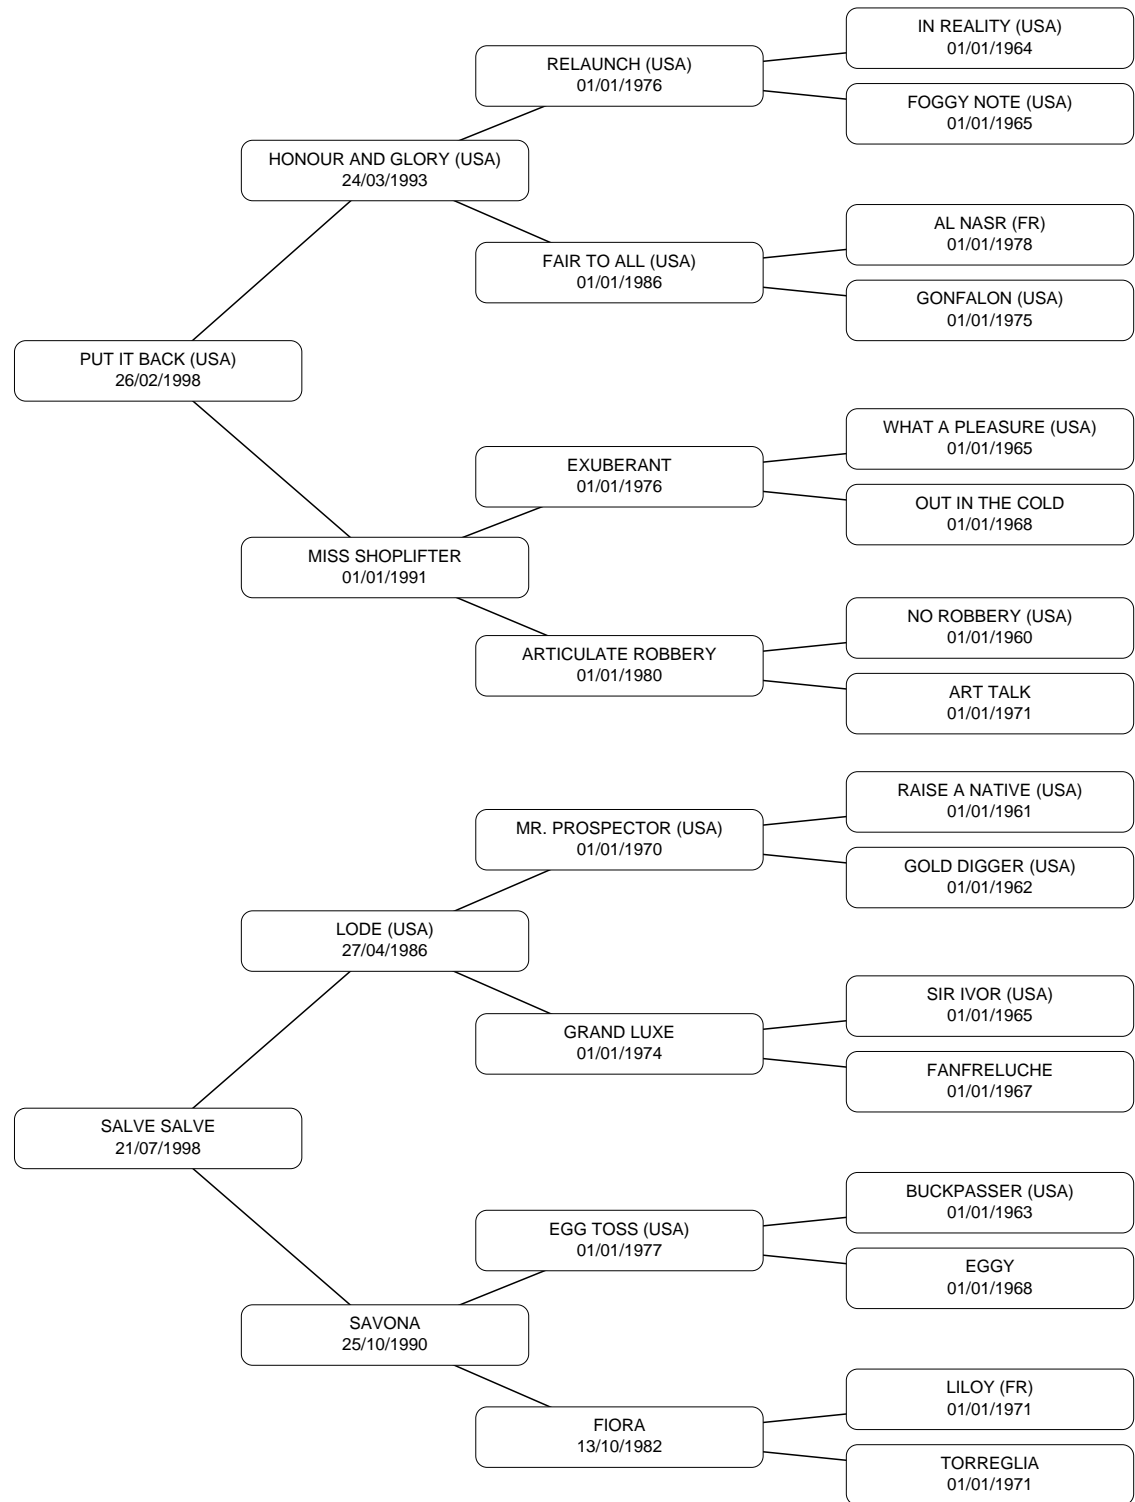 IN REALITY (USA)
01/01/1964
RELAUNCH (USA)
01/01/1976
FOGGY NOTE (USA)
01/01/1965
HONOUR AND GLORY (USA)
24/03/1993
AL NASR (FR)
01/01/1978
FAIR TO ALL (USA)
01/01/1986
GONFALON (USA)
01/01/1975
PUT IT BACK (USA)
26/02/1998
WHAT A PLEASURE (USA)
01/01/1965
EXUBERANT
01/01/1976
OUT IN THE COLD
01/01/1968
MISS SHOPLIFTER
01/01/1991
NO ROBBERY (USA)
01/01/1960
ARTICULATE ROBBERY
01/01/1980
ART TALK
01/01/1971
RAISE A NATIVE (USA)
01/01/1961
MR. PROSPECTOR (USA)
01/01/1970
GOLD DIGGER (USA)
01/01/1962
LODE (USA)
27/04/1986
SIR IVOR (USA)
01/01/1965
GRAND LUXE
01/01/1974
FANFRELUCHE
01/01/1967
SALVE SALVE
21/07/1998
BUCKPASSER (USA)
01/01/1963
EGG TOSS (USA)
01/01/1977
EGGY
01/01/1968
SAVONA
25/10/1990
LILOY (FR)
01/01/1971
FIORA
13/10/1982
TORREGLIA
01/01/1971